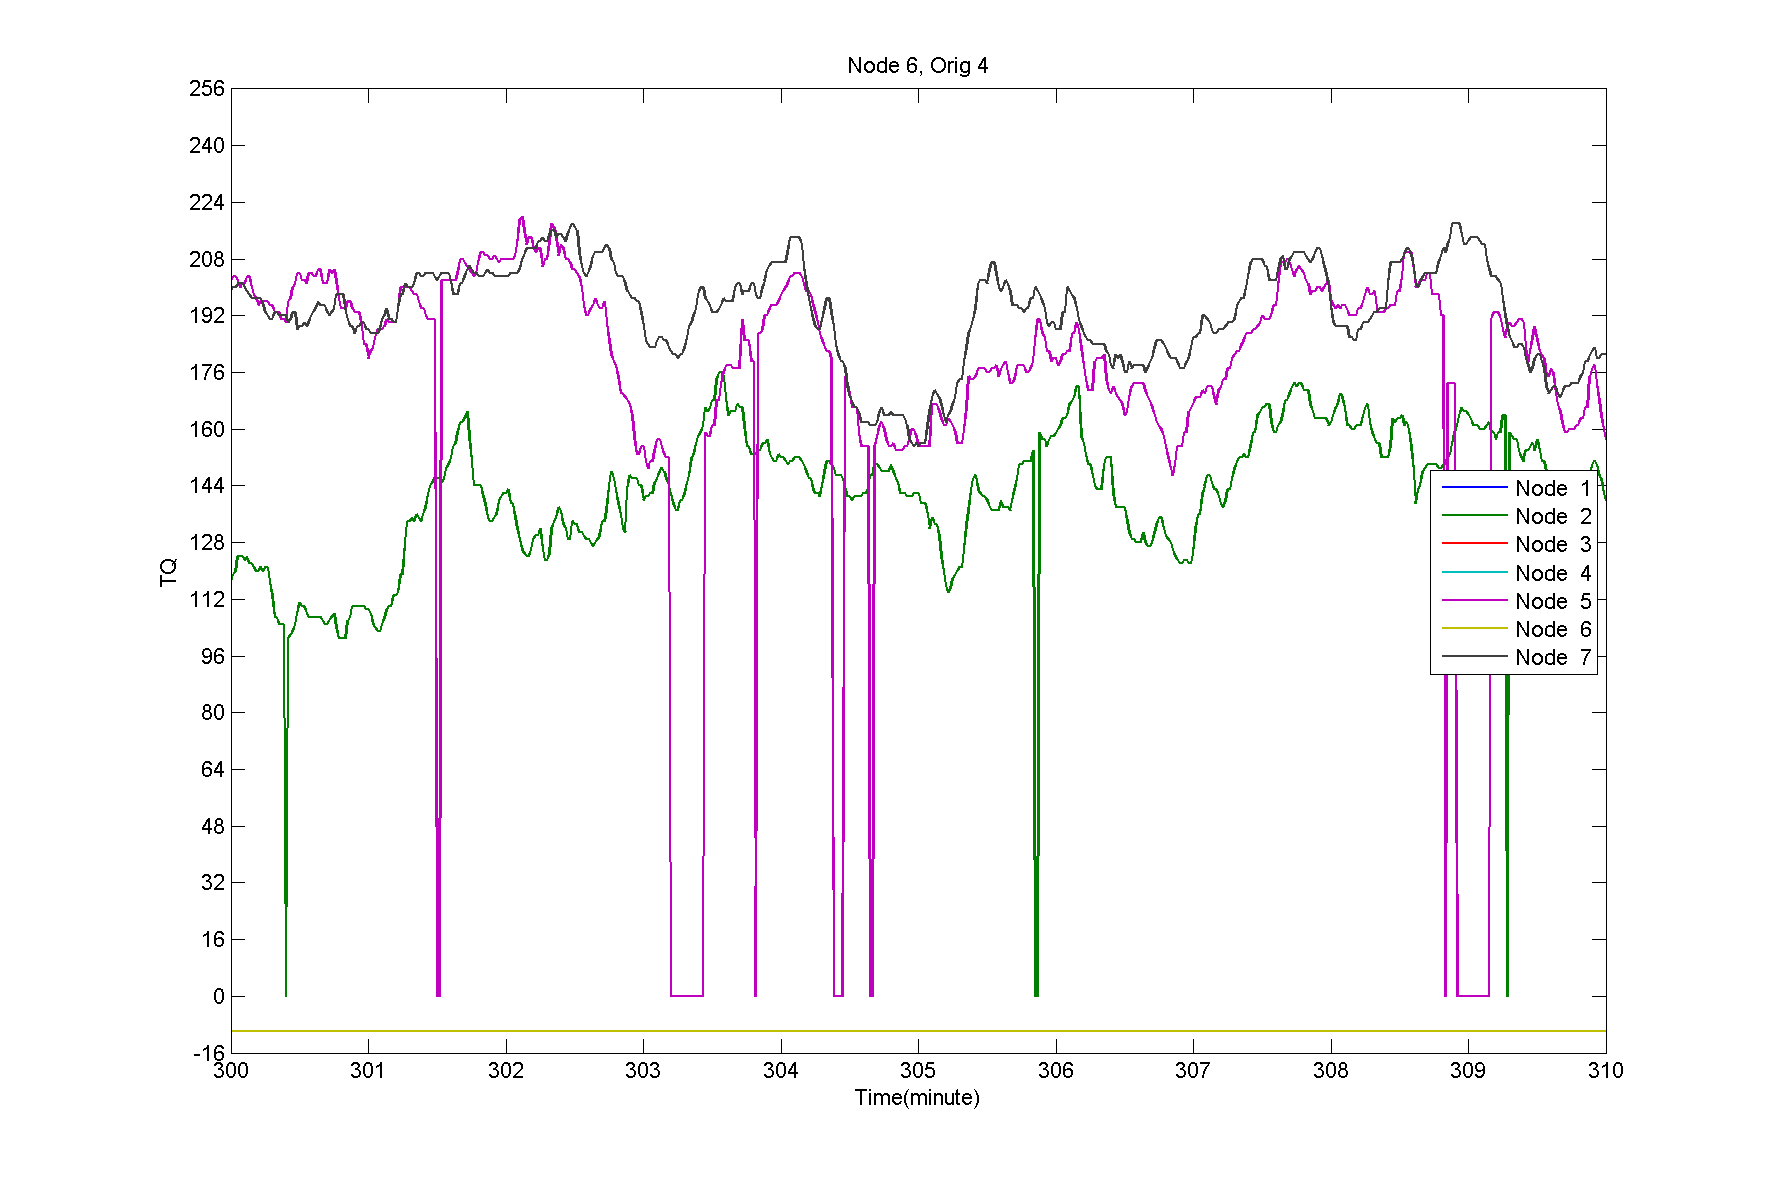 Node 6, Orig 4
256
240
224
208
192
176
160
144
128
112
96
80
64
48
32
16
0
-16
TQ
Node 1
Node 2
Node 3
Node 4
Node 5
Node 6
Node 7
300 301 302 303 304 305 306 307 308 309 310
Time(minute)